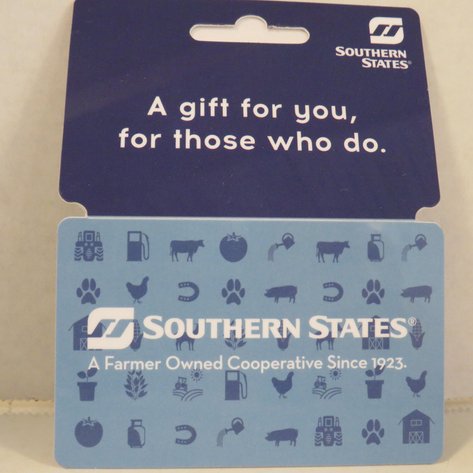 SOUTHERN
STATES®
A gift for you,
for those who do.
SOUTHERN STATES®
A Farmer Owned Cooperative Since 1923.